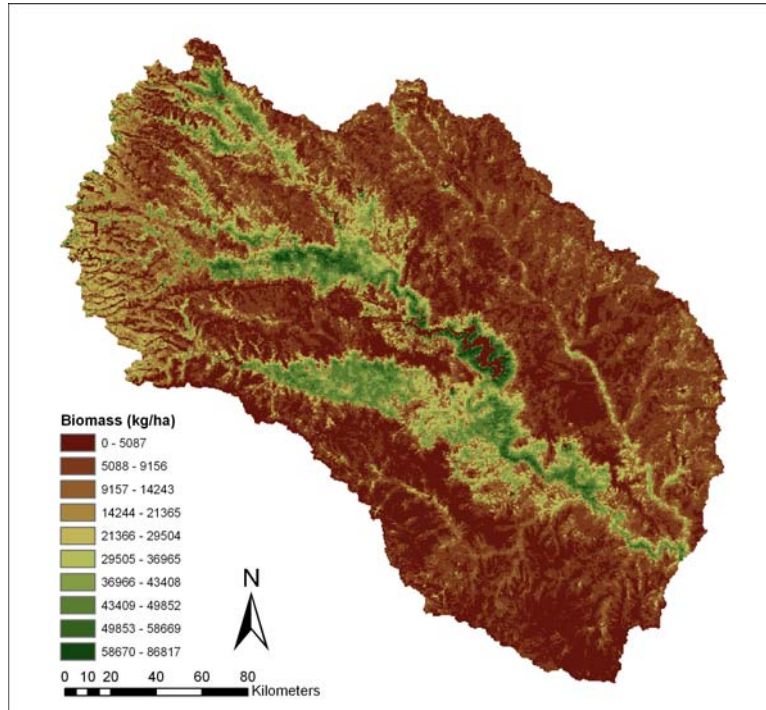 Biomass (kg/ha)
0 - 5087
5088 - 9156
9157 - 14243
14244 - 21365
21366 - 29504
29505 - 36965
36966 - 43408
43409 - 49852
49853 - 58669
58670 - 86817
N
0 10 20 40 60 80
Kilometers